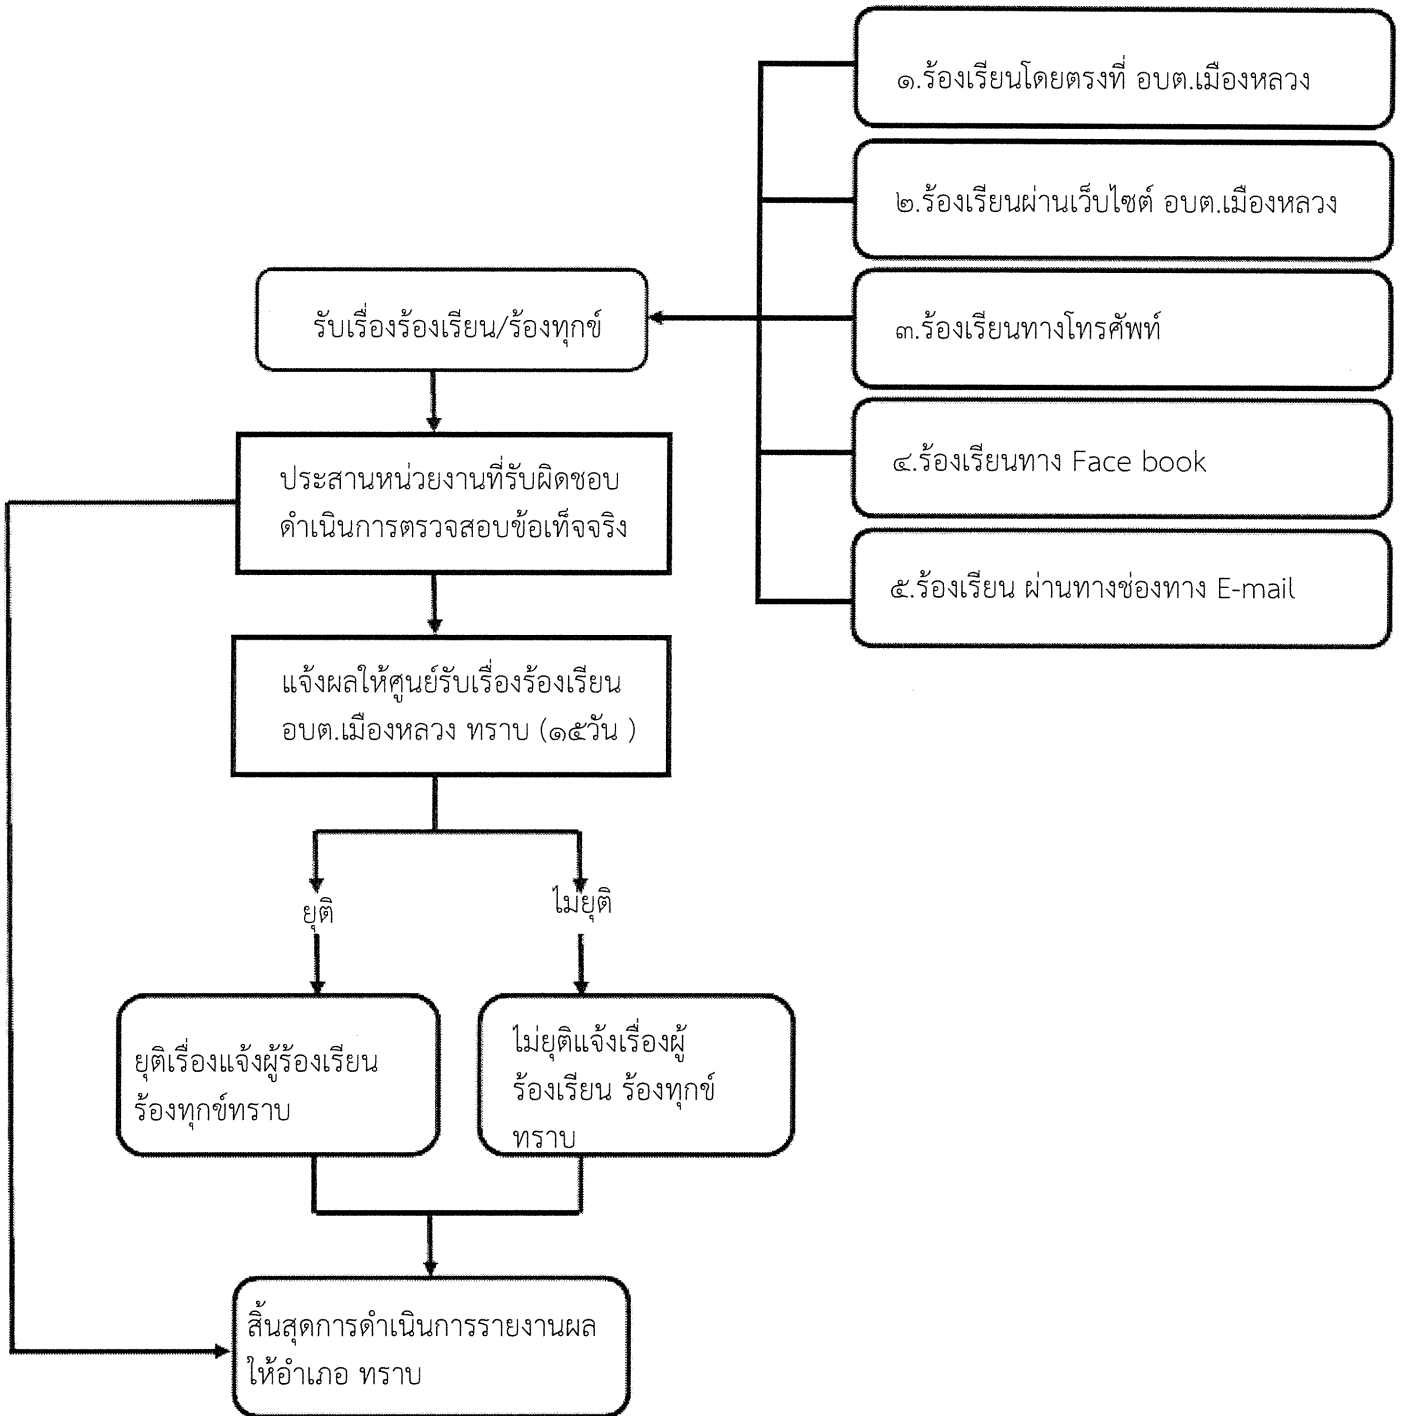 ๑.ร้องเรียนโดยตรงที่ อบต.เมืองหลวง
๒.ร้องเรียนผ่านเว็บไซต์ อบต.เมืองหลวง
๓.ร้องเรียนทางโทรศัพท์
๔.ร้องเรียนทาง Face book
๕.ร้องเรียน ผ่านทางช่องทาง E-mail
รับเรื่องร้องเรียน/ร้องทุกข์
ประสานหน่วยงานที่รับผิดชอบ
ดำเนินการตรวจสอบข้อเท็จจริง
แจ้งผลให้ศูนย์รับเรื่องร้องเรียน
อบต.เมืองหลวง ทราบ (๑๕วัน )
ยุติ
ไม่ยุติ
ยุติเรื่องแจ้งผู้ร้องเรียน
ร้องทุกข์ทราบ
ไม่ยุติแจ้งเรื่องผู้
ร้องเรียน ร้องทุกข์
ทราบ
สิ้นสุดการดำเนินการรายงานผล
ให้อำเภอ ทราบ